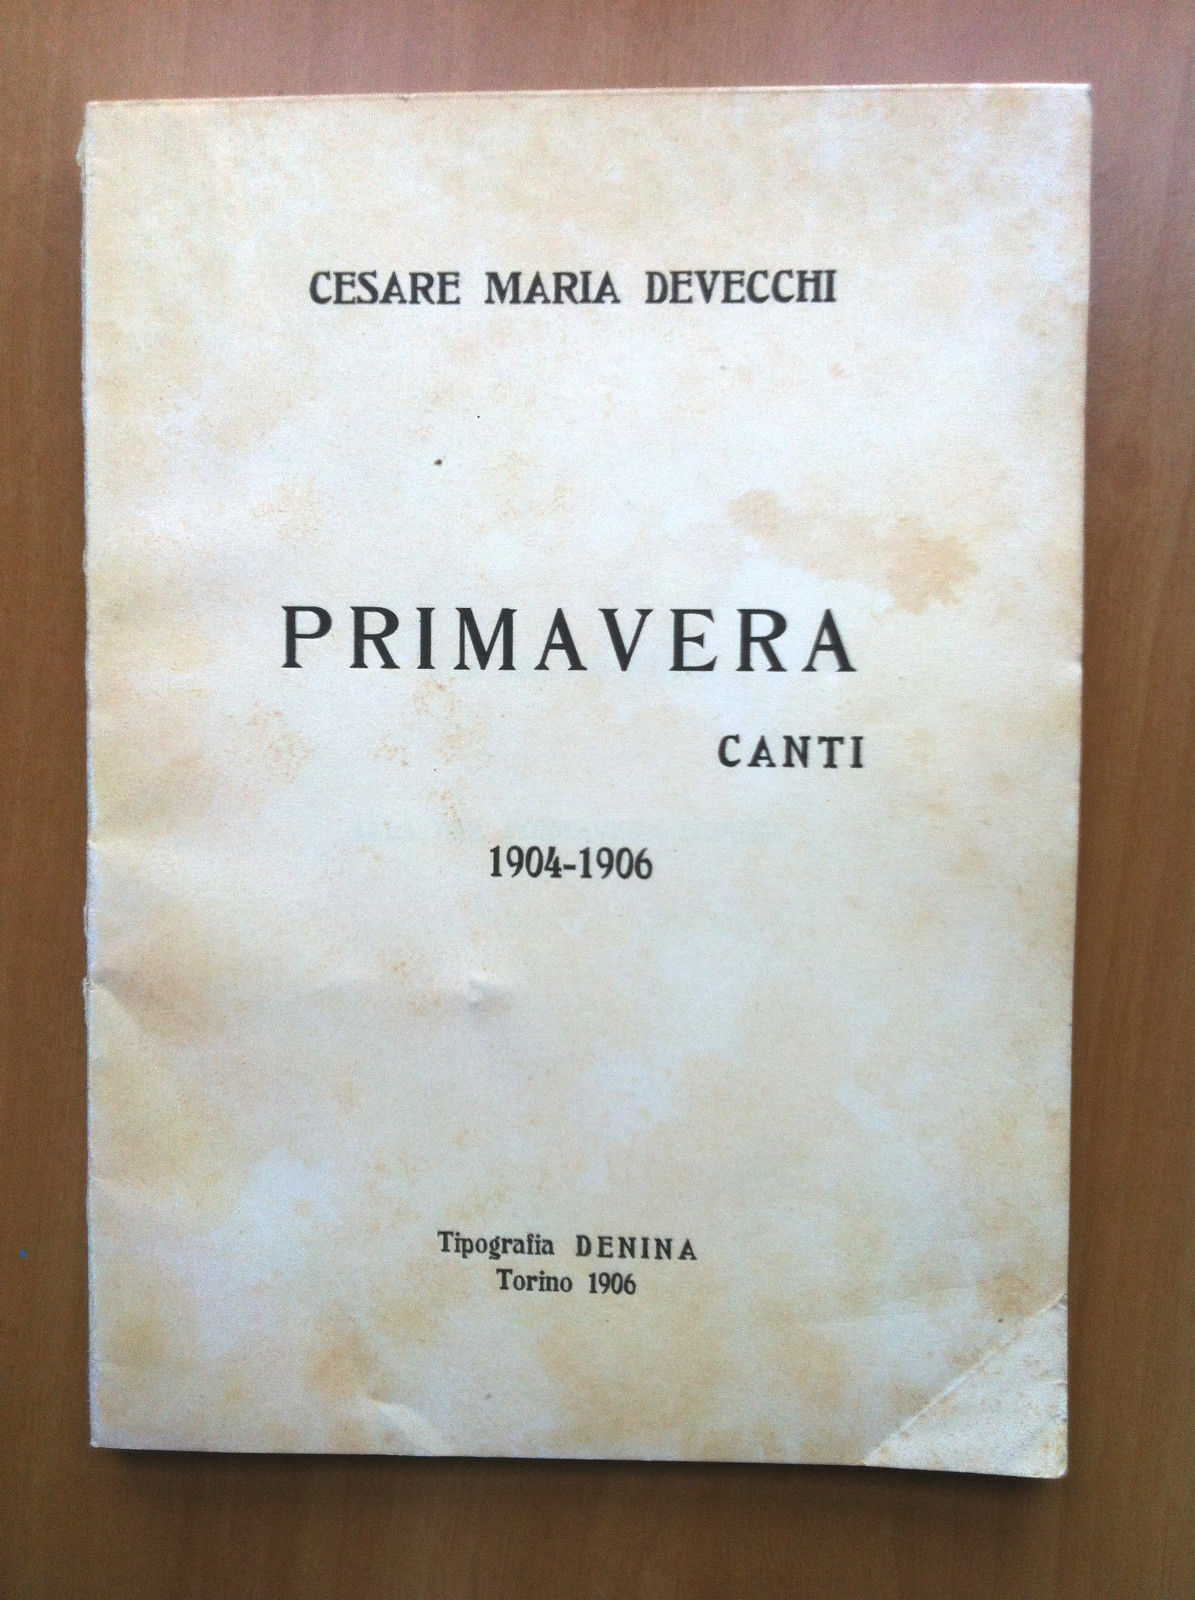 CESARE MARIA DEVECCHI
PRIMAVERA
CANTI
1904-1906
Tipografia DENINA
Torino 1906